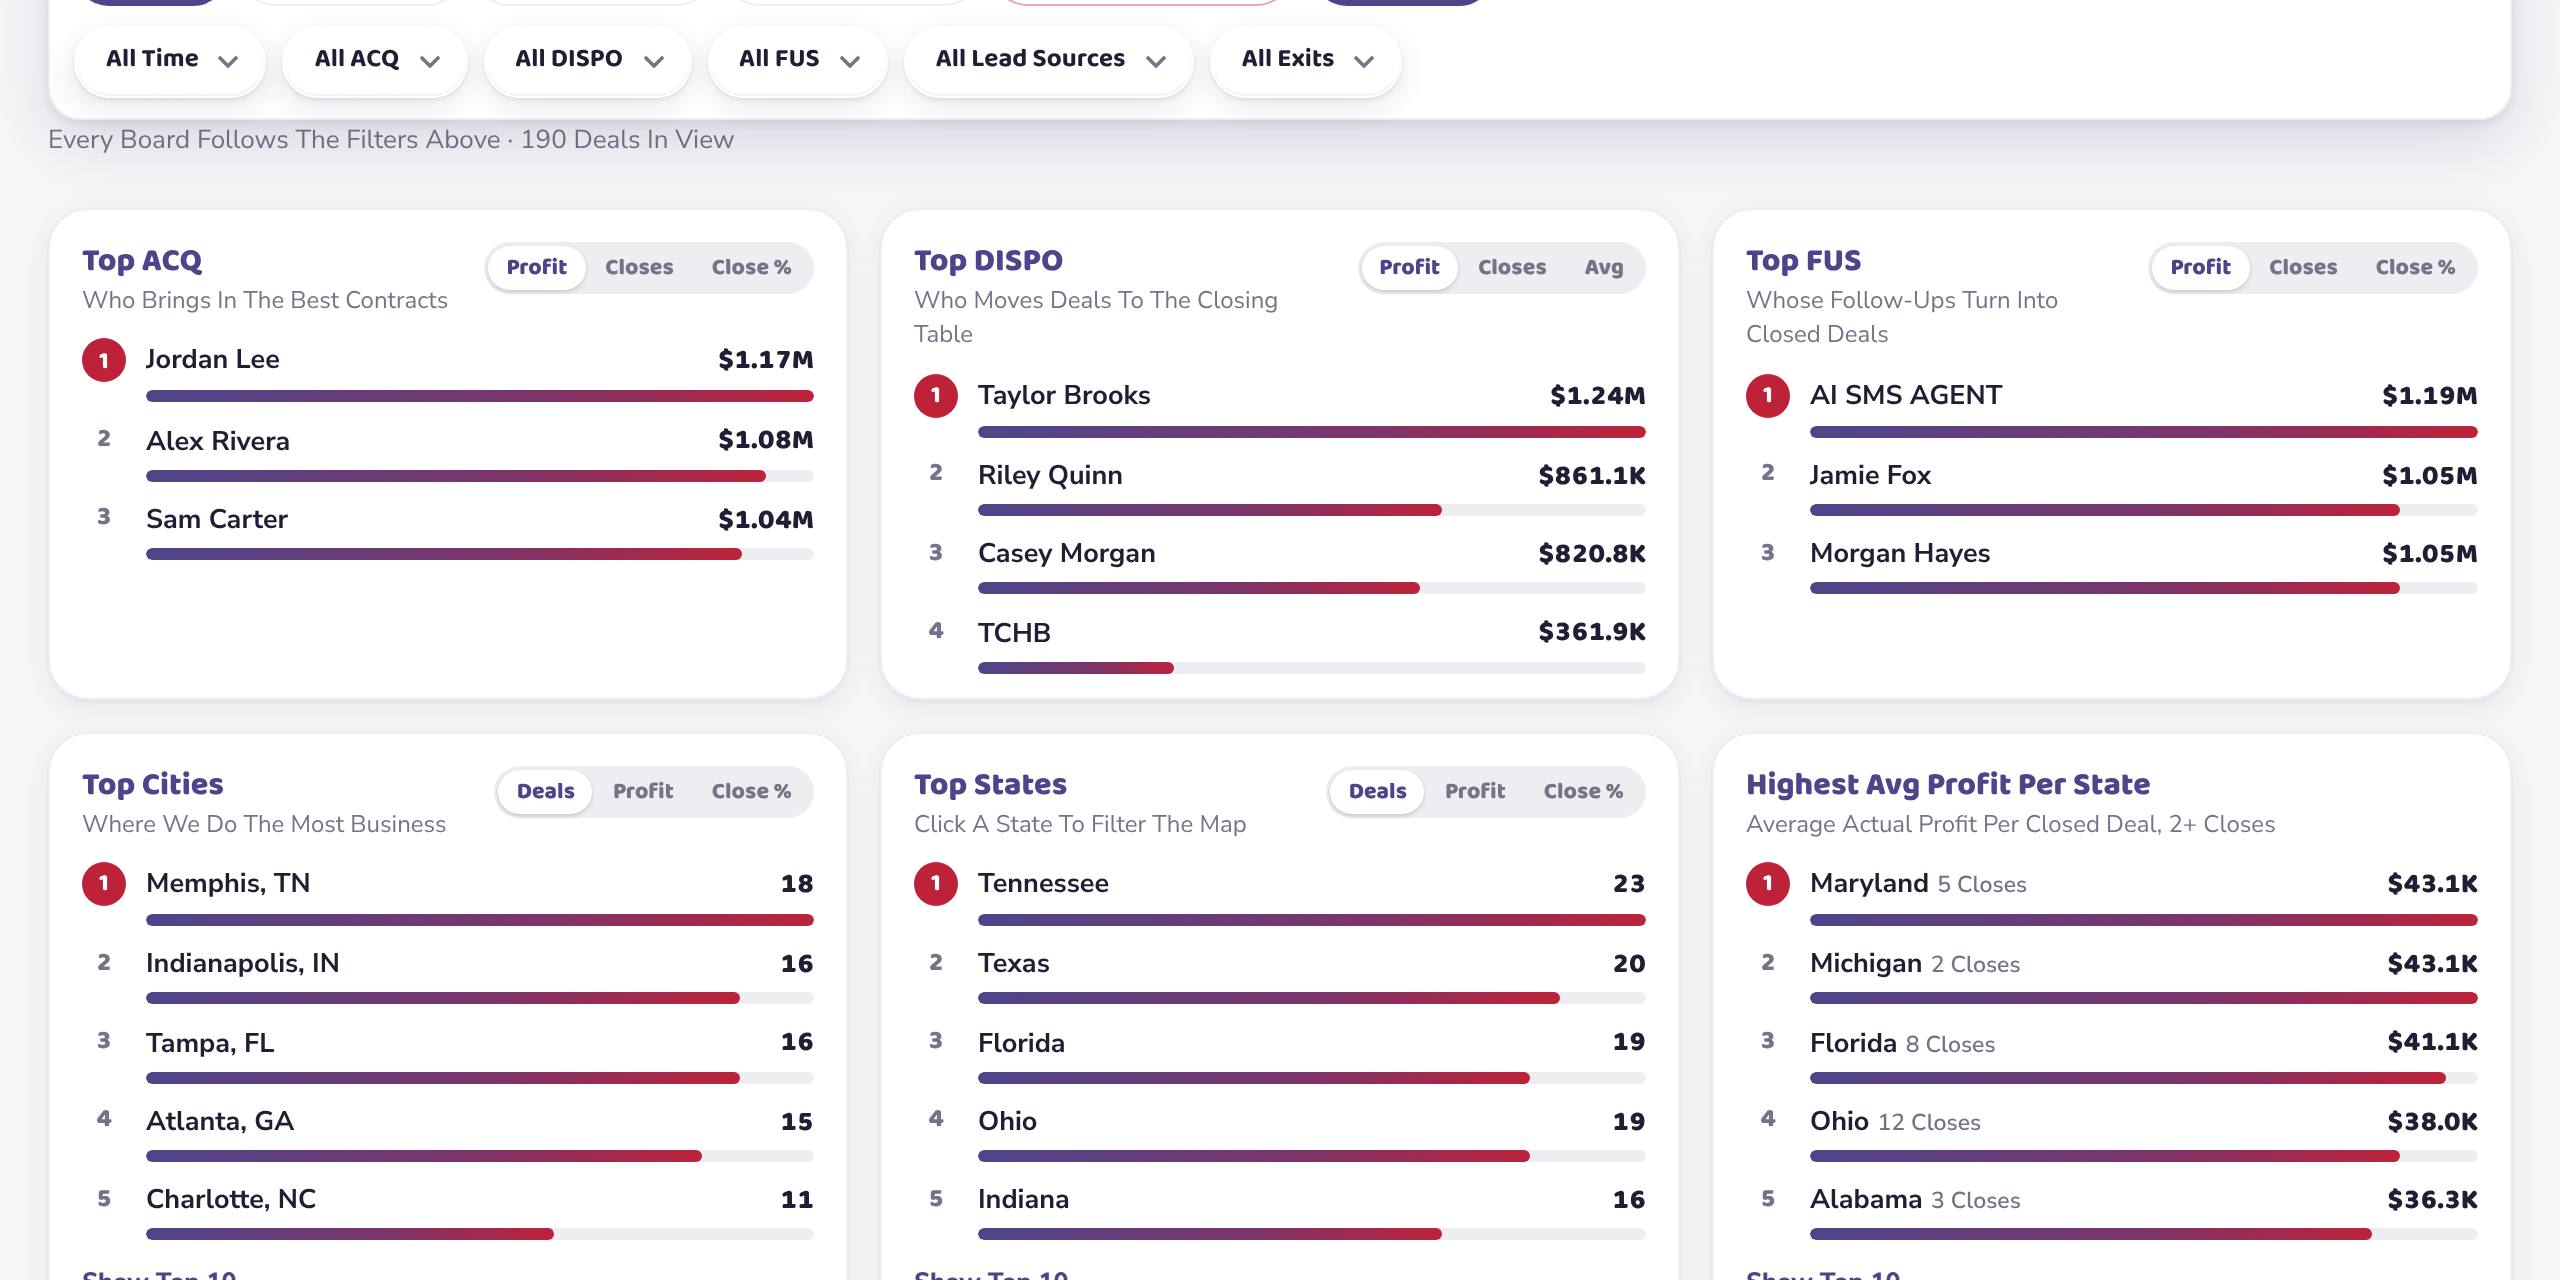 All Time
All ACQ
All DISPO
All FUS
All Lead Sources
All Exits
Every Board Follows The Filters Above · 190 Deals In View
Top ACQ
Profit Closes Close %
Who Brings In The Best Contracts
1 Jordan Lee $1.17M
2 Alex Rivera $1.08M
3 Sam Carter $1.04M
Top DISPO
Profit Closes Avg
Who Moves Deals To The Closing
Table
1 Taylor Brooks $1.24M
2 Riley Quinn $861.1K
3 Casey Morgan $820.8K
4 TCHB $361.9K
Top FUS
Profit Closes Close %
Whose Follow-Ups Turn Into
Closed Deals
1 AI SMS AGENT $1.19M
2 Jamie Fox $1.05M
3 Morgan Hayes $1.05M
Top Cities
Deals Profit Close %
Where We Do The Most Business
1 Memphis, TN 18
2 Indianapolis, IN 16
3 Tampa, FL 16
4 Atlanta, GA 15
5 Charlotte, NC 11
Show Top 10
Top States
Deals Profit Close %
Click A State To Filter The Map
1 Tennessee 23
2 Texas 20
3 Florida 19
4 Ohio 19
5 Indiana 16
Show Top 10
Highest Avg Profit Per State
Average Actual Profit Per Closed Deal, 2+ Closes
1 Maryland 5 Closes $43.1K
2 Michigan 2 Closes $43.1K
3 Florida 8 Closes $41.1K
4 Ohio 12 Closes $38.0K
5 Alabama 3 Closes $36.3K
Show Top 10